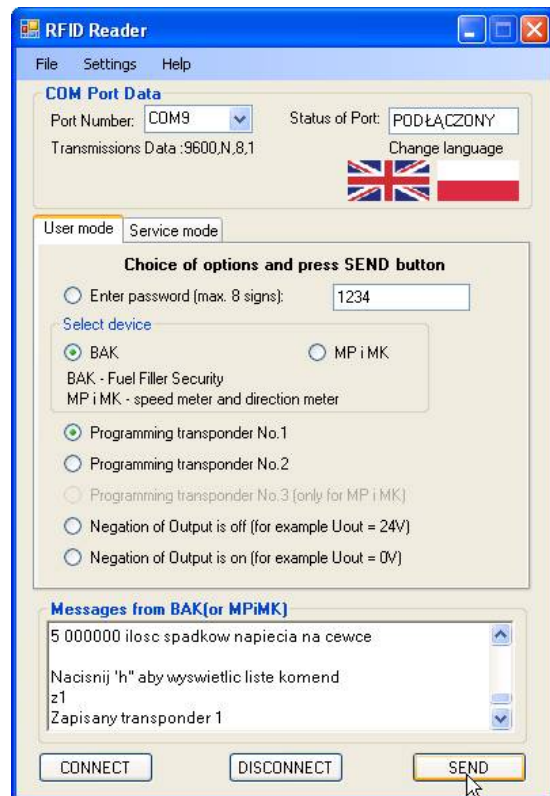 RFID Reader
File Settings Help
COM Port Data
Port Number: COM9 Status of Port: PODŁĄCZONY
Transmissions Data :9600,N,8,1 Change language
User mode Service mode
Choice of options and press SEND button
Enter password (max. 8 signs): 1234
Select device
BAK MP i MK
BAK - Fuel Filler Security
MP i MK - speed meter and direction meter
Programming transponder No.1
Programming transponder No.2
Programming transponder No.3 (only for MP i MK)
Negation of Output is off (for example Uout = 24V)
Negation of Output is on (for example Uout = 0V)
Messages from BAK(or MPiMK)
5 000000 ilosc spadkow napiecia na cewce
Nacisnij 'h'' aby wyswietlic liste komend
z1
Zapisany transponder 1
CONNECT DISCONNECT SEND